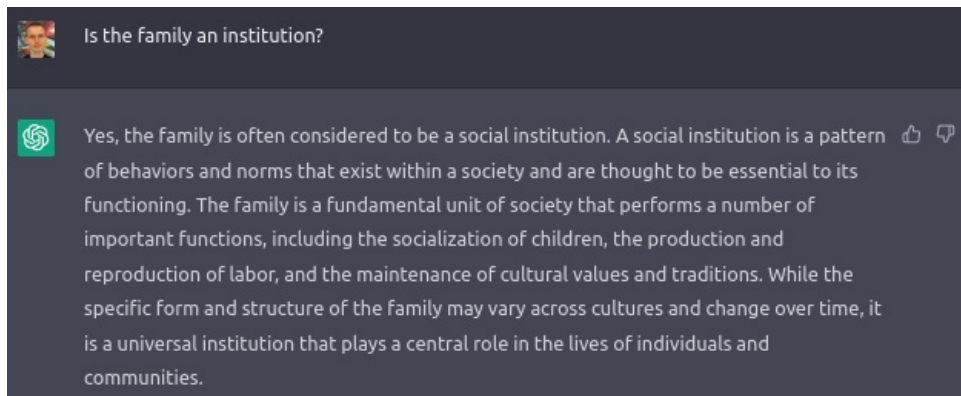 Is the family an institution?
Yes, the family is often considered to be a social institution. A social institution is a pattern
of behaviors and norms that exist within a society and are thought to be essential to its
functioning. The family is a fundamental unit of society that performs a number of
important functions, including the socialization of children, the production and
reproduction of labor, and the maintenance of cultural values and traditions. While the
specific form and structure of the family may vary across cultures and change over time, it
is a universal institution that plays a central role in the lives of individuals and
communities.